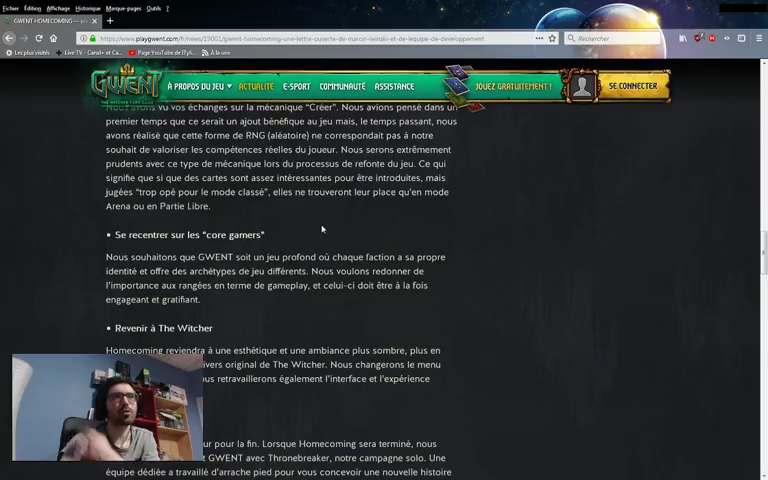 Fichier Édition Affichage Historique Marque-pages Outils ?
GWENT HOMECOMING —
https://www.playgwent.com/fr/news/19001/gwent-homecoming-une-lettre-ouverte-de-marcin-iwinski-et-de-lequipe-de-developpement
Rechercher
Les plus visités Live TV - Canal+ et Ca... Page YouTube de l'Tyli... À la une
GWENT
THE WITCHER CARD GAME
À PROPOS DU JEU ACTUALITÉ E-SPORT COMMUNAUTÉ ASSISTANCE JOUEZ GRATUITEMENT ! SE CONNECTER
Nous avons vu vos échanges sur la mécanique “Créer”. Nous avions pensé dans un
premier temps que ce serait un ajout bénéfique au jeu mais, le temps passant, nous
avons réalisé que cette forme de RNG (aléatoire) ne correspondait pas à notre
souhait de valoriser les compétences réelles du joueur. Nous serons extrêmement
prudents avec ce type de mécanique lors du processus de refonte du jeu. Ce qui
signifie que si que des cartes sont assez intéressantes pour être introduites, mais
jugées “trop opé pour le mode classé”, elles ne trouveront leur place qu'en mode
Arena ou en Partie Libre.
• Se recentrer sur les “core gamers”
Nous souhaitons que GWENT soit un jeu profond où chaque faction a sa propre
identité et offre des archétypes de jeu différents. Nous voulons redonner de
l'importance aux rangées en terme de gameplay, et celui-ci doit être à la fois
engageant et gratifiant.
• Revenir à The Witcher
Homecoming reviendra à une esthétique et une ambiance plus sombre, plus en
ivers original de The Witcher. Nous changerons le menu
us retravaillerons également l'interface et l'expérience
ur pour la fin. Lorsque Homecoming sera terminé, nous
t GWENT avec Thronebreaker, notre campagne solo. Une
équipe dédiée a travaillé d'arrache pied pour vous concevoir une nouvelle histoire